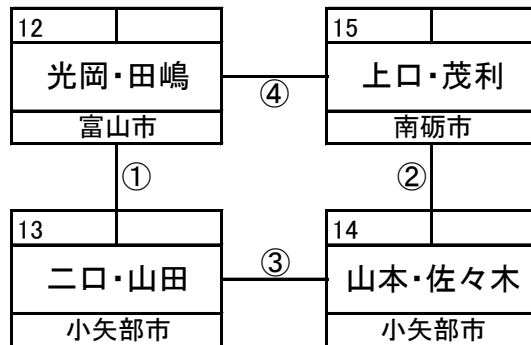 12
光岡・田嶋
富山市
④
15
上口・茂利
南砺市
①
②
13
二口・山田
小矢部市
③
14
山本・佐々木
小矢部市